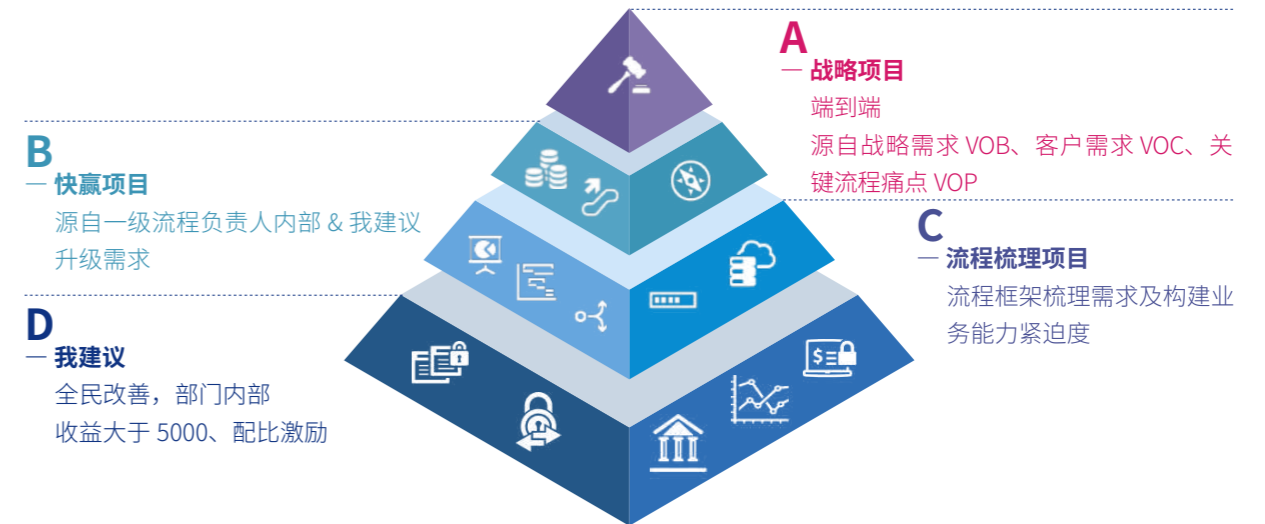 A
— 战略项目
端到端
源自战略需求 VOB、客户需求 VOC、关
键流程痛点 VOP
B
— 快赢项目
源自一级流程负责人内部 & 我建议
升级需求
C
— 流程梳理项目
流程框架梳理需求及构建业
务能力紧迫度
D
— 我建议
全民改善，部门内部
收益大于 5000、配比激励
$